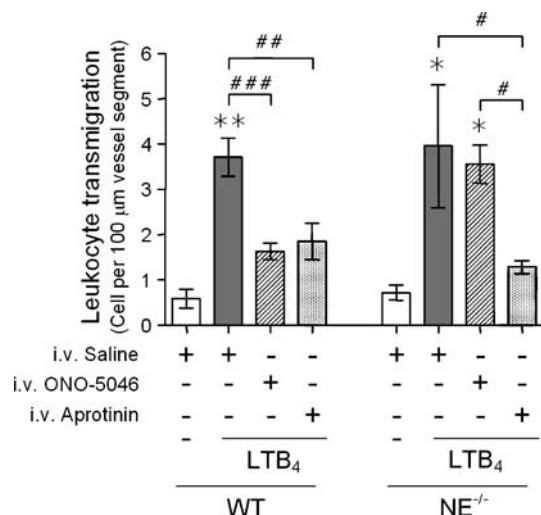 Leukocyte transmigration
(Cell per 100 μm vessel segment)
6
5
4
3
2
1
0
##
###
**
#
*
#
*
i.v. Saline + + - - + + - -
i.v. ONO-5046 - - + - - - + -
i.v. Aprotinin - - - + - - - +
- LTB₄ - LTB₄
WT NE⁻/⁻